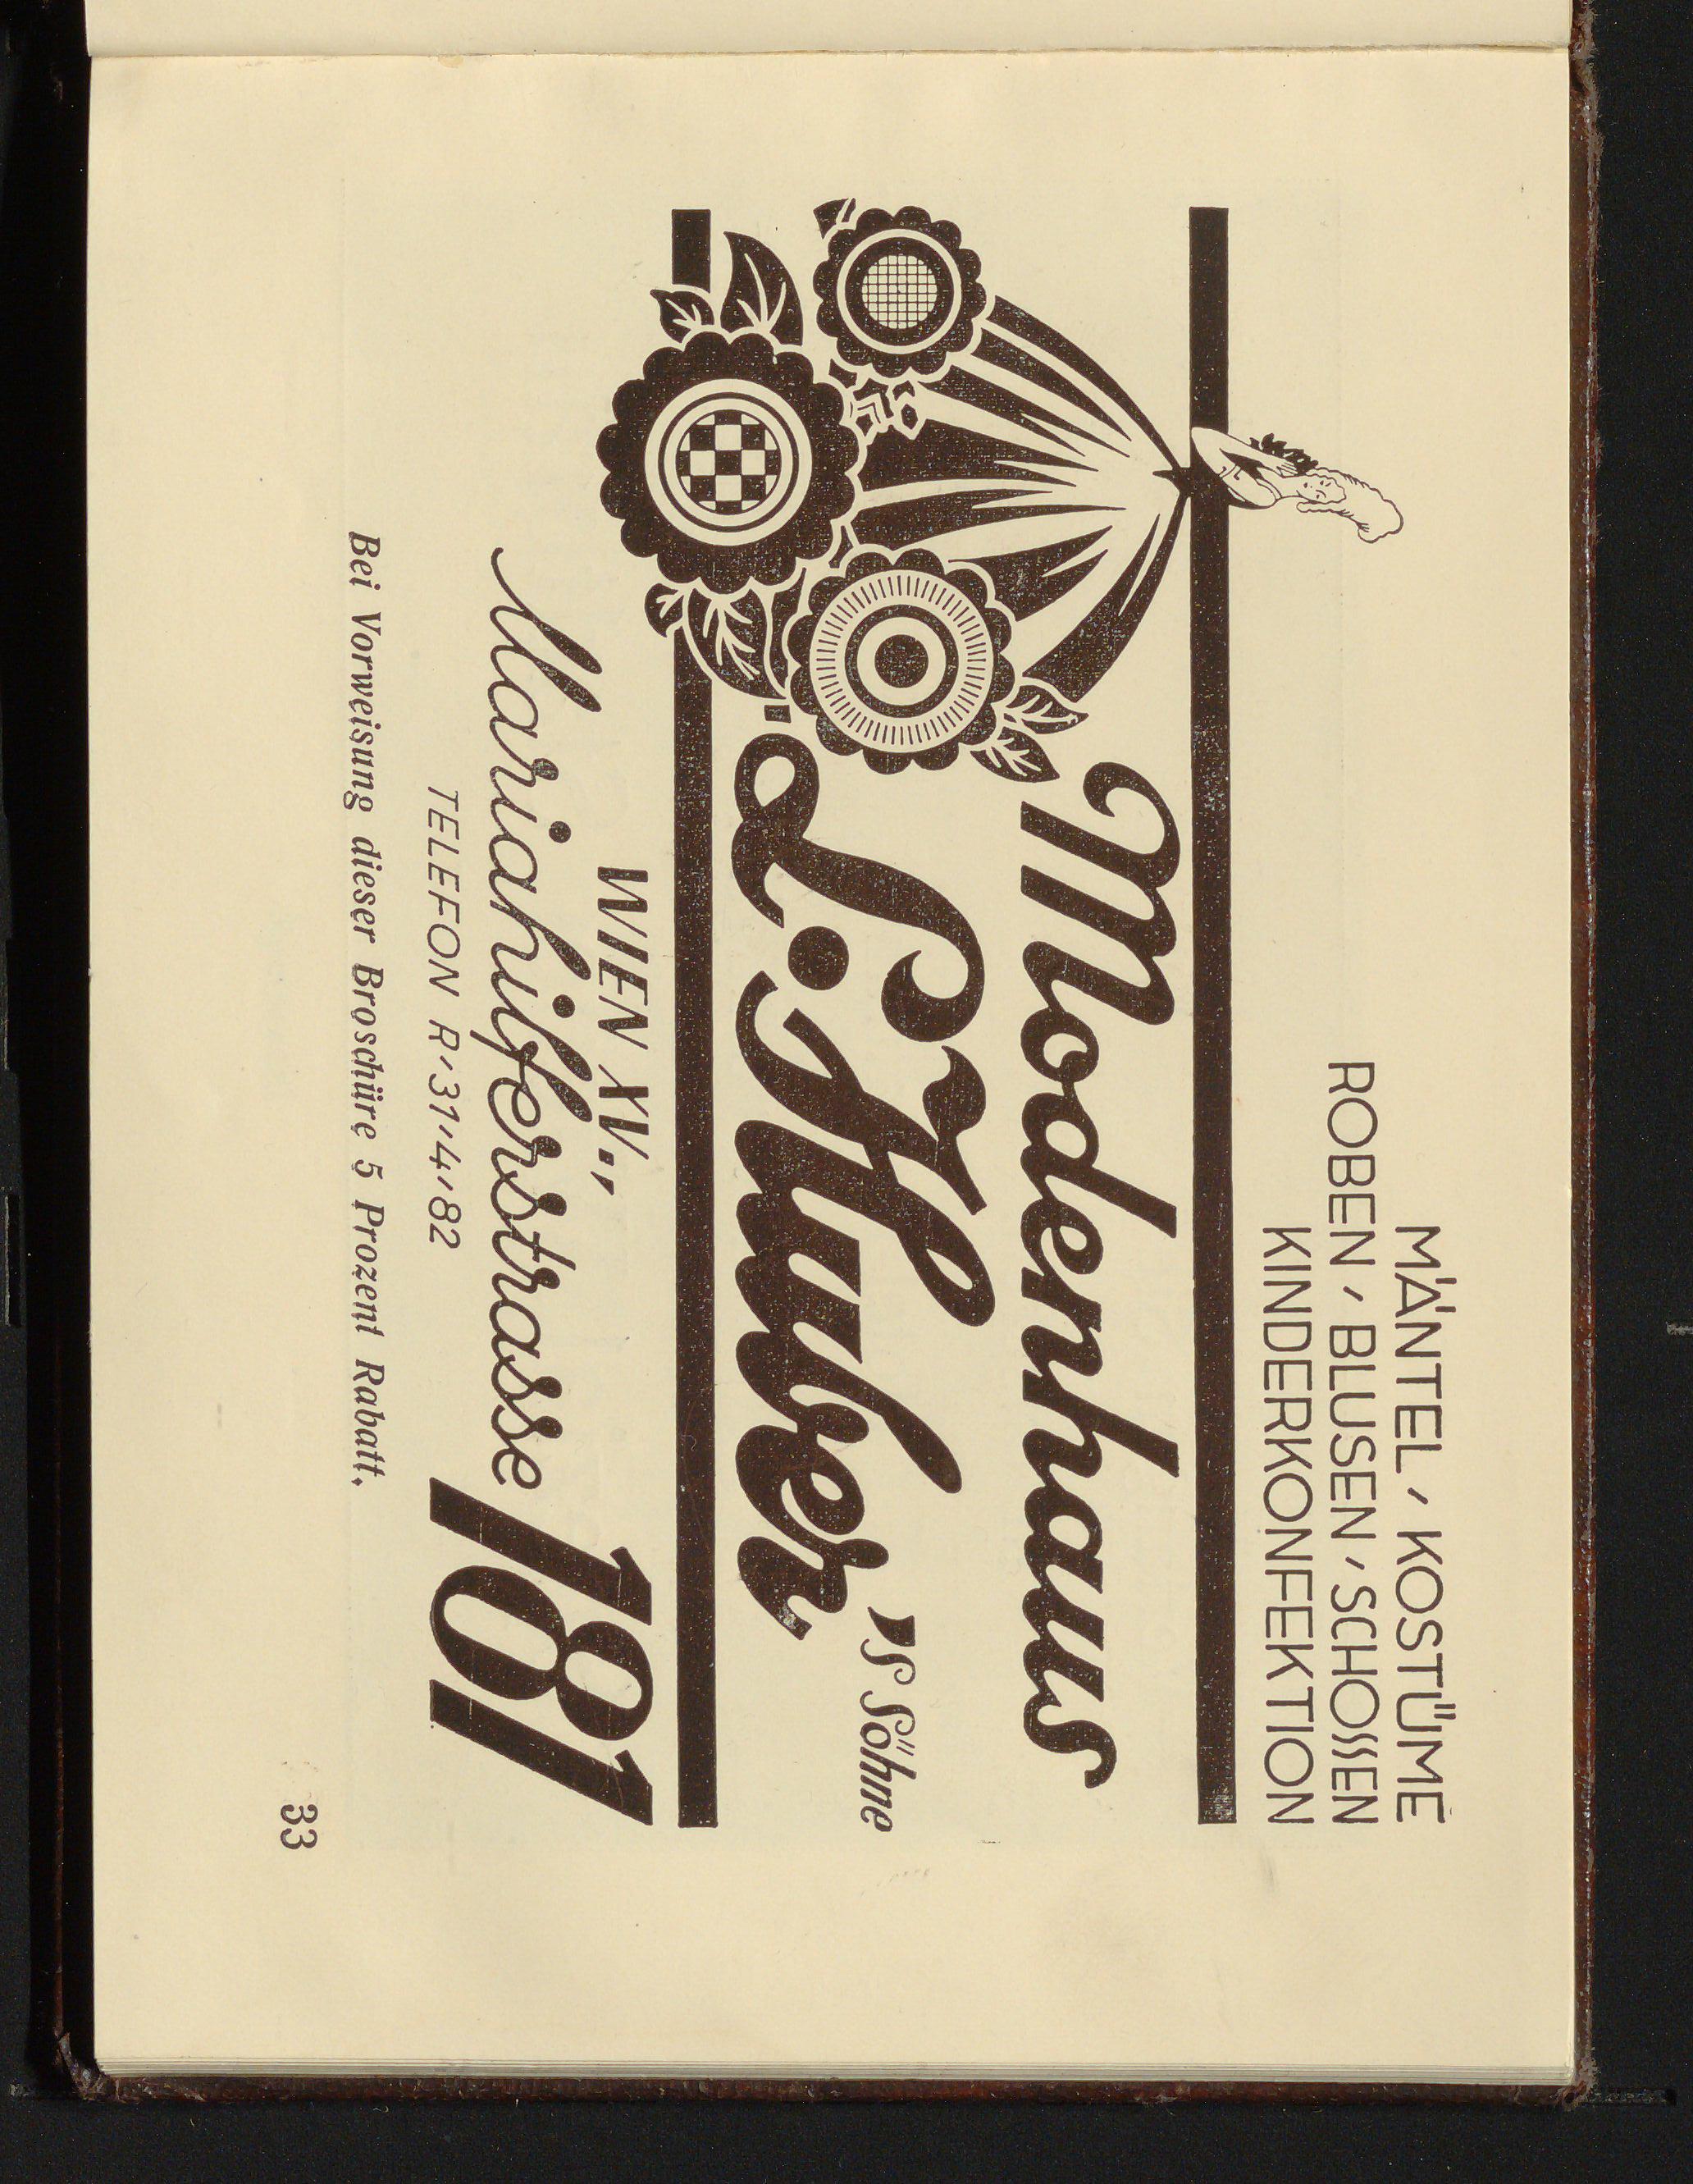 MÄNTEL, KOSTÜME
ROBEN, BLUSEN, SCHOSSEN
KINDERKONFEKTION
Modenhaus
L. Huber's Söhne
WIEN XV.,
Mariahilferstrasse 181
TELEFON R,31,4,82
Bei Vorweisung dieser Broschüre 5 Prozent Rabatt.
33